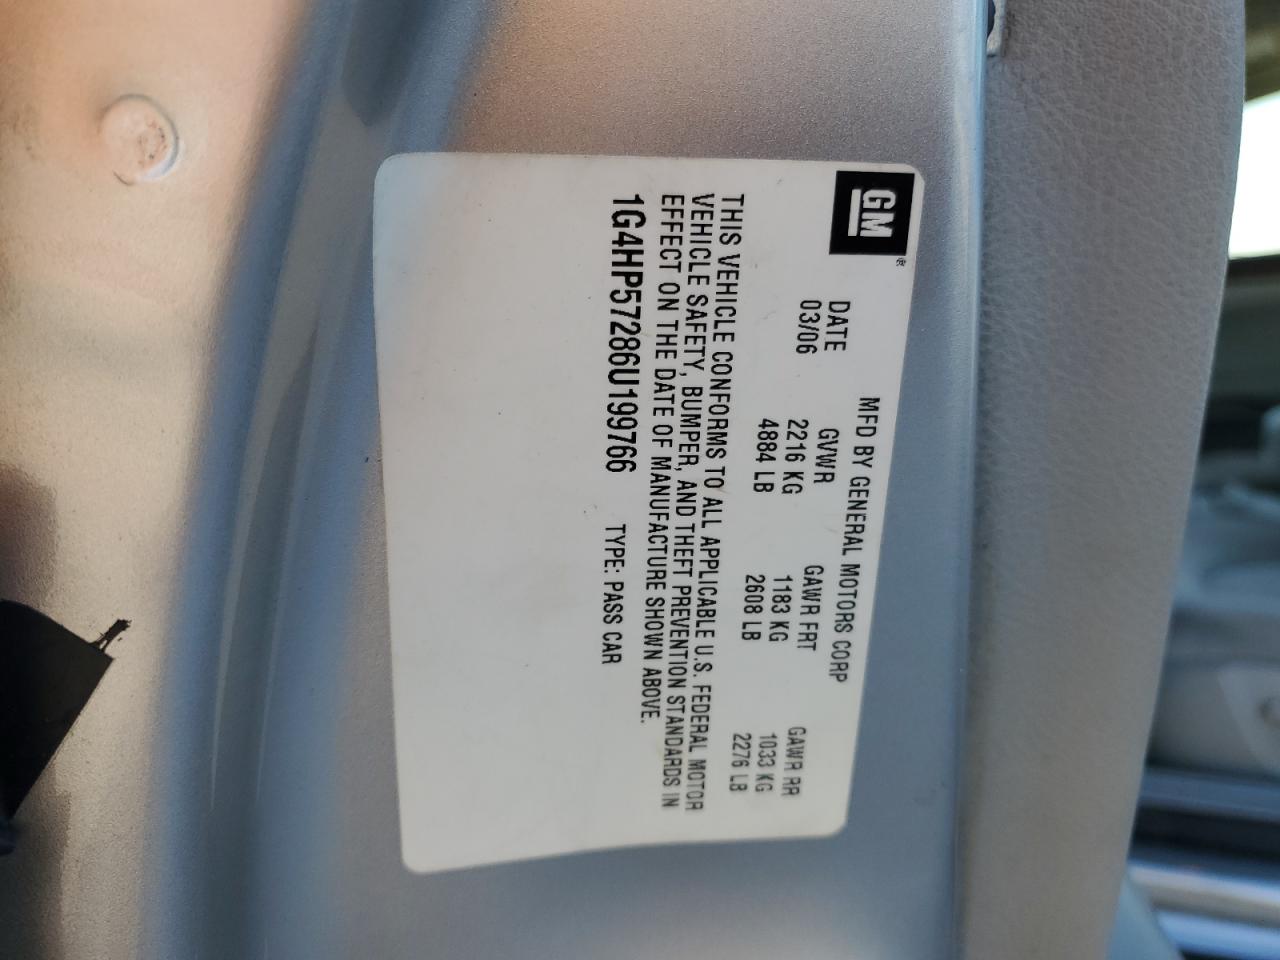 GM®
MFD BY GENERAL MOTORS CORP
DATE GVWR GAWR FRT GAWR RR
03/06 2216 KG 1183 KG 1033 KG
4884 LB 2608 LB 2276 LB
THIS VEHICLE CONFORMS TO ALL APPLICABLE U.S. FEDERAL MOTOR
VEHICLE SAFETY, BUMPER, AND THEFT PREVENTION STANDARDS IN
EFFECT ON THE DATE OF MANUFACTURE SHOWN ABOVE.
1G4HP57286U199766 TYPE: PASS CAR